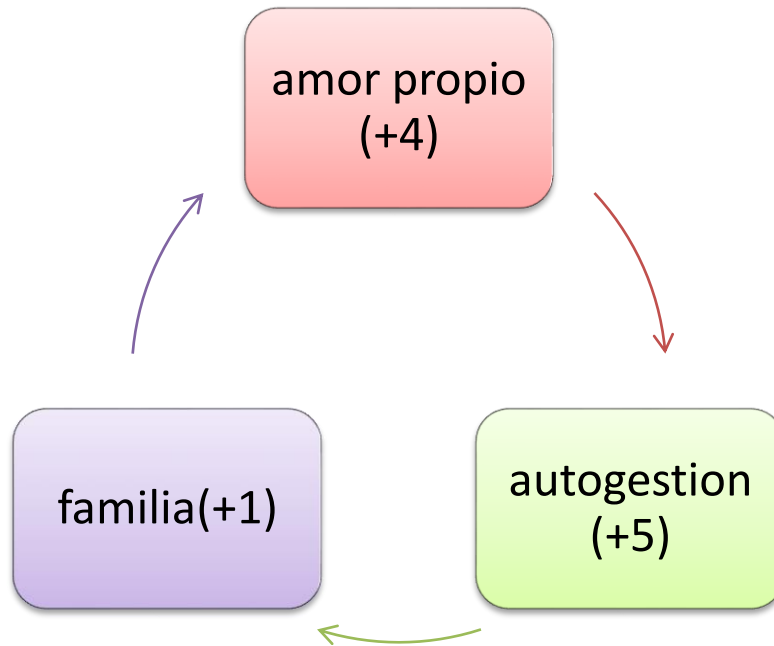 amor propio
(+4)
familia(+1)
autogestion
(+5)